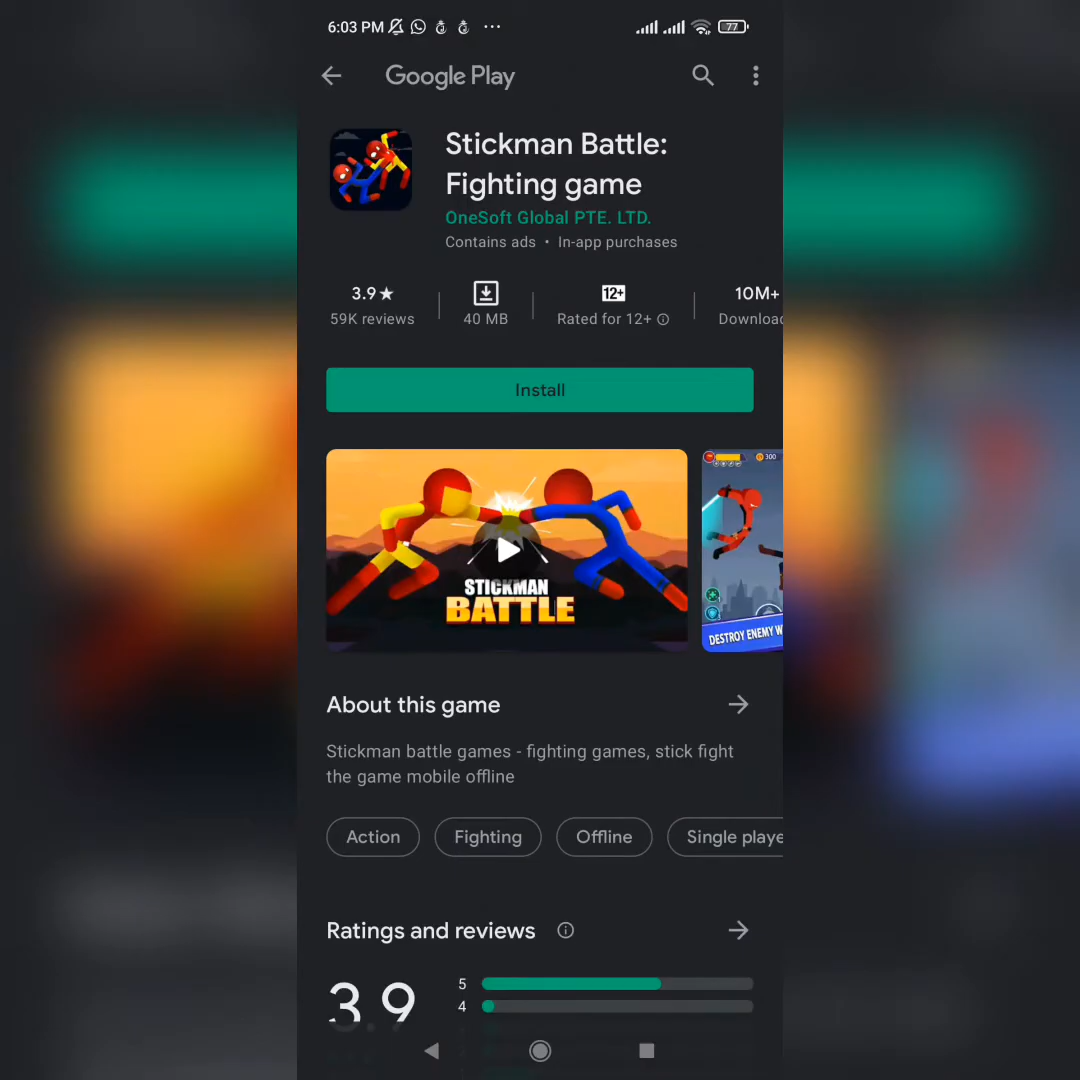 6:03 PM
77
Google Play
Stickman Battle:
Fighting game
OneSoft Global PTE. LTD.
Contains ads • In-app purchases
3.9★
59K reviews
40 MB
12+
Rated for 12+
10M+
Downloa
Install
STICKMAN
BATTLE
300
DESTROY ENEMY W
About this game
Stickman battle games - fighting games, stick fight
the game mobile offline
Action
Fighting
Offline
Single playe
Ratings and reviews
3.9
5
4